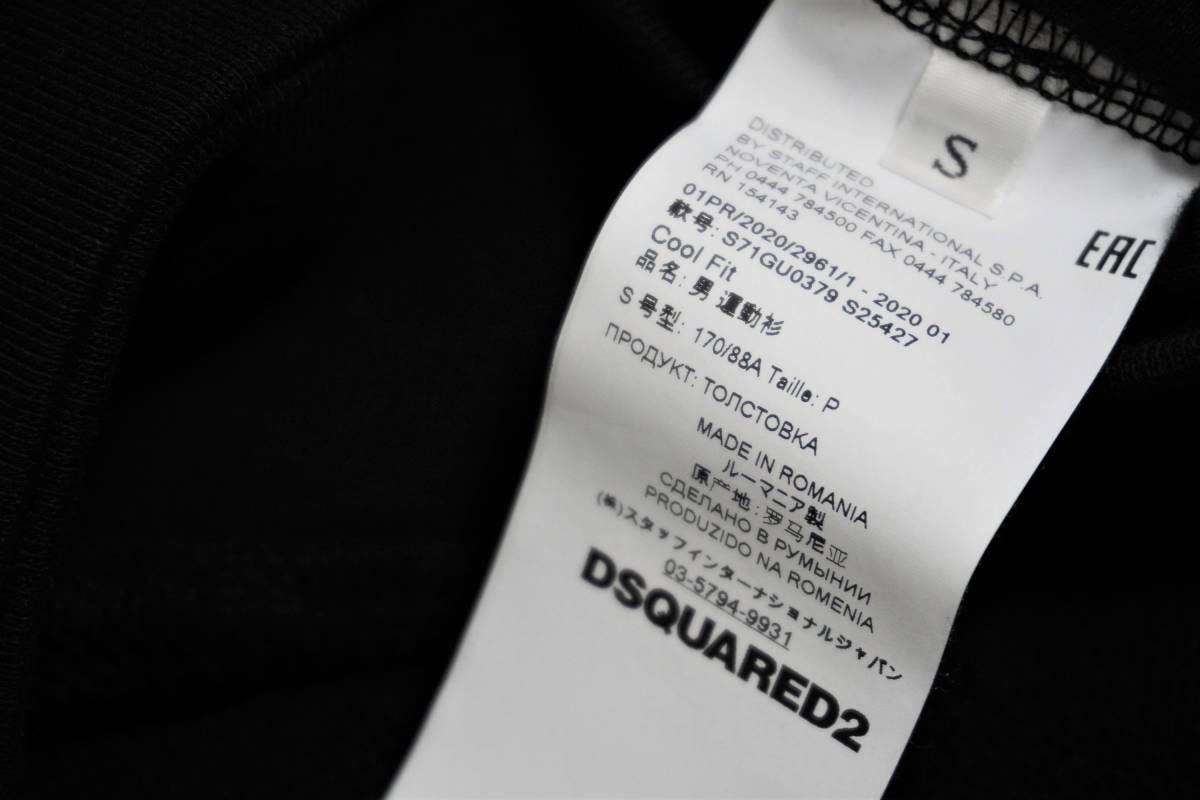 S
EAC
DISTRIBUTED
BY STAFF INTERNATIONAL S.P.A.
NOVENTA VICENTINA - ITALY
PH 0444 784500 FAX 0444 784580
RN 154143
01PR/2020/2961/1 - 2020 01
款号: S71GU0379 S25427
Cool Fit
品名: 男 運動衫
S 号型: 170/88A Taille: P
ПРОДУКТ: ТОЛСТОВКА
MADE IN ROMANIA
ルーマニア製
原产地: 罗马尼亚
СДЕЛАНО В РУМЫНИИ
PRODUZIDO NA ROMENIA
(株)スタッフインターナショナルジャパン
03-5794-9931
DSQUARED2